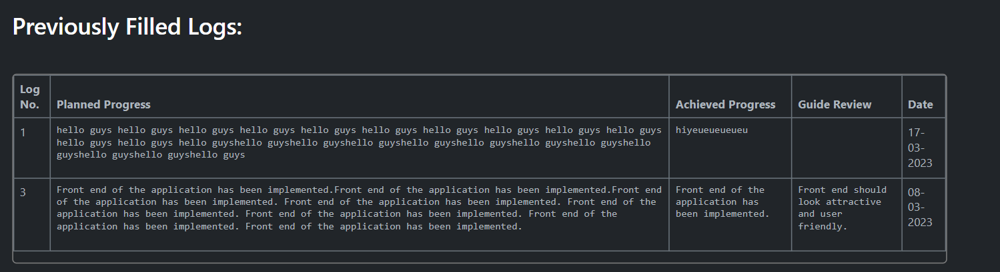 Previously Filled Logs:
Log No.
Planned Progress
Achieved Progress
Guide Review
Date
1
hello guys hello guys hello guys hello guys hello guys hello guys hello guys hello guys hello guys hello guys
hello guys hello guys hello guyshello guyshello guyshello guyshello guyshello guyshello guyshello guyshello
guyshello guyshello guyshello guys
hiyeueueueueu
17-
03-
2023
3
Front end of the application has been implemented.Front end of the application has been implemented.Front end
of the application has been implemented. Front end of the application has been implemented. Front end of the
application has been implemented. Front end of the application has been implemented. Front end of the
application has been implemented. Front end of the application has been implemented.
Front end of the
application has
been implemented.
Front end should
look attractive
and user
friendly.
08-
03-
2023